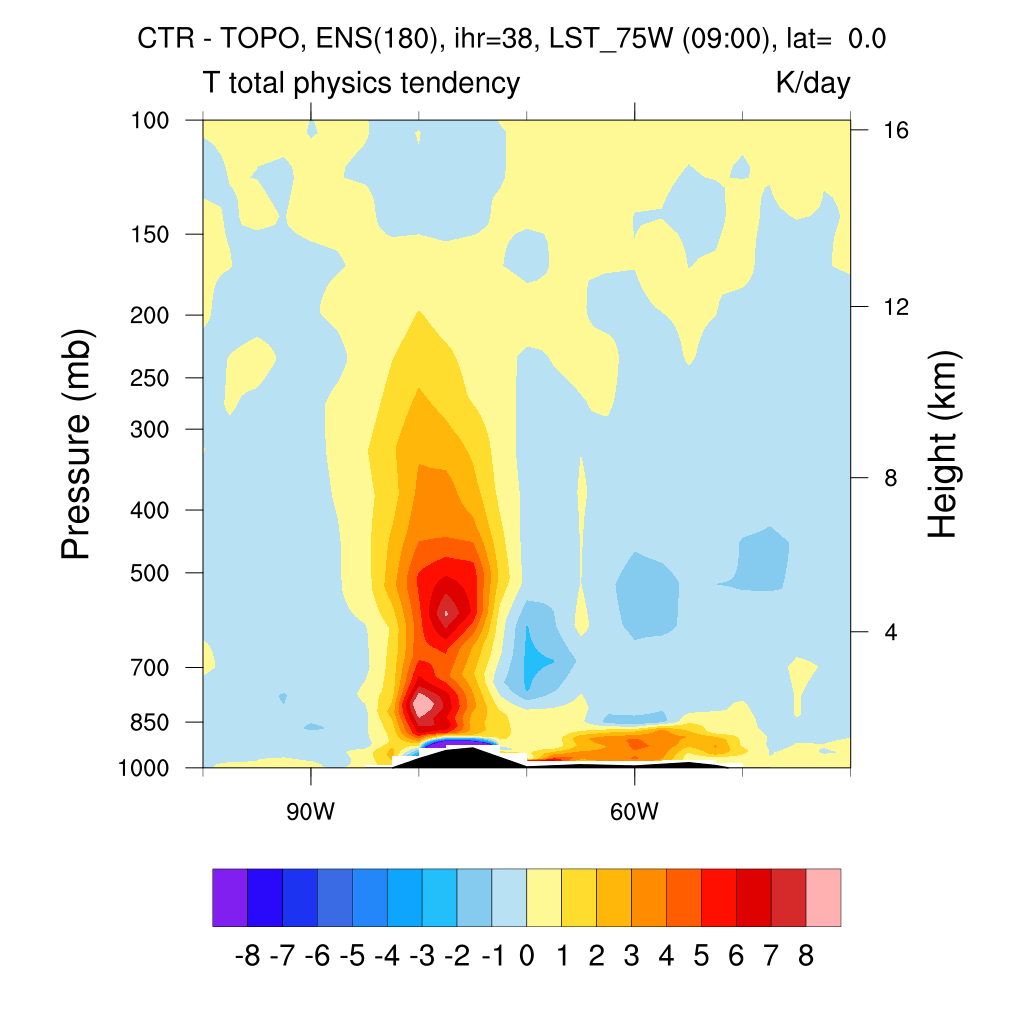 CTR - TOPO, ENS(180), ihr=38, LST_75W (09:00), lat=  0.0
T total physics tendency K/day
100
150
200
250
300
400
500
700
850
1000
Pressure (mb)
16
12
8
4
Height (km)
90W 60W
-8 -7 -6 -5 -4 -3 -2 -1 0 1 2 3 4 5 6 7 8